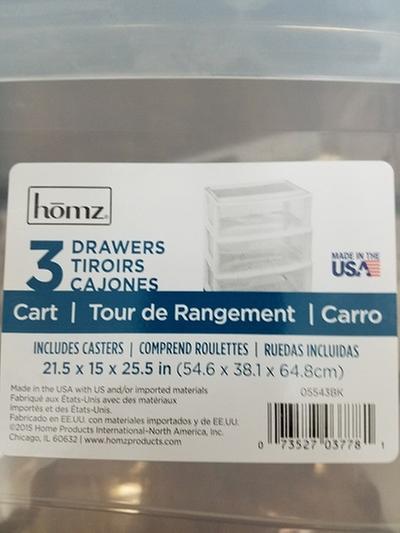 hōmz®
3 DRAWERS
TIROIRS
CAJONES
MADE IN THE
USA
Cart | Tour de Rangement | Carro
INCLUDES CASTERS | COMPREND ROULETTES | RUEDAS INCLUIDAS
21.5 x 15 x 25.5 in (54.6 x 38.1 x 64.8cm)
Made in the USA with US and/or imported materials
Fabriqué aux États-Unis avec des matériaux
importés et des États-Unis.
Fabricado en EE.UU. con materiales importados y de EE.UU.
©2015 Home Products International-North America, Inc.
Chicago, IL 60632 | www.homzproducts.com
05543BK
0 73527 03778 1